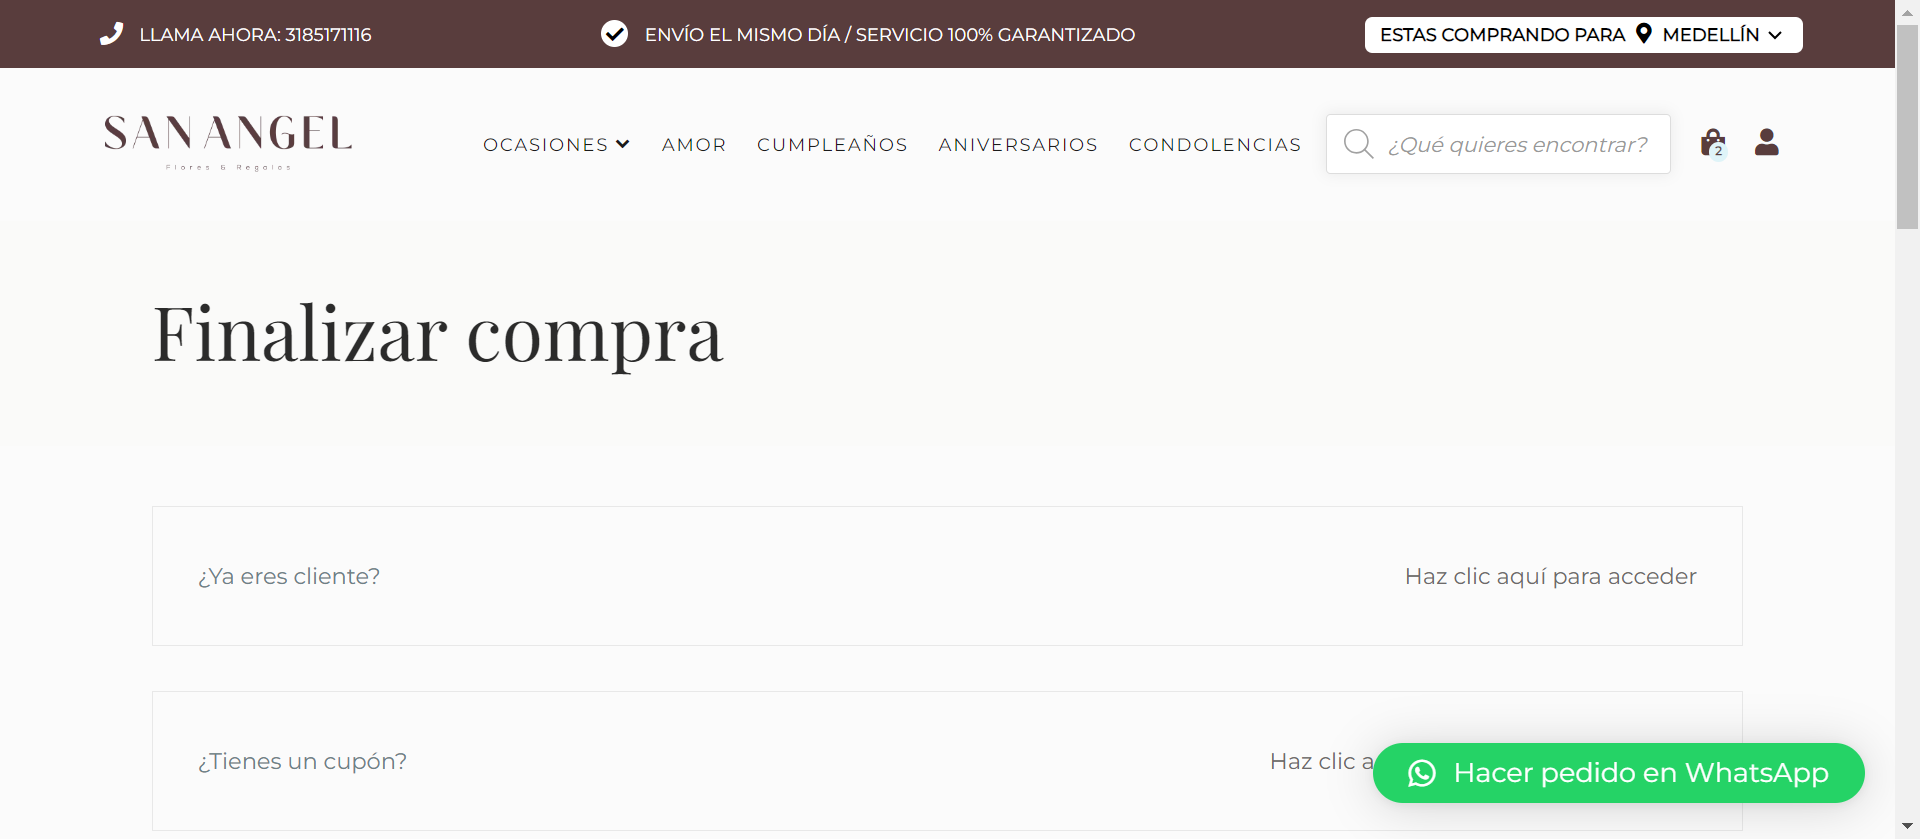 LLAMA AHORA: 3185171116
ENVÍO EL MISMO DÍA / SERVICIO 100% GARANTIZADO
ESTAS COMPRANDO PARA MEDELLÍN
SAN ANGEL
Flores & Regalos
OCASIONES
AMOR
CUMPLEAÑOS
ANIVERSARIOS
CONDOLENCIAS
¿Qué quieres encontrar?
2
Finalizar compra
¿Ya eres cliente?
Haz clic aquí para acceder
¿Tienes un cupón?
Haz clic a
Hacer pedido en WhatsApp